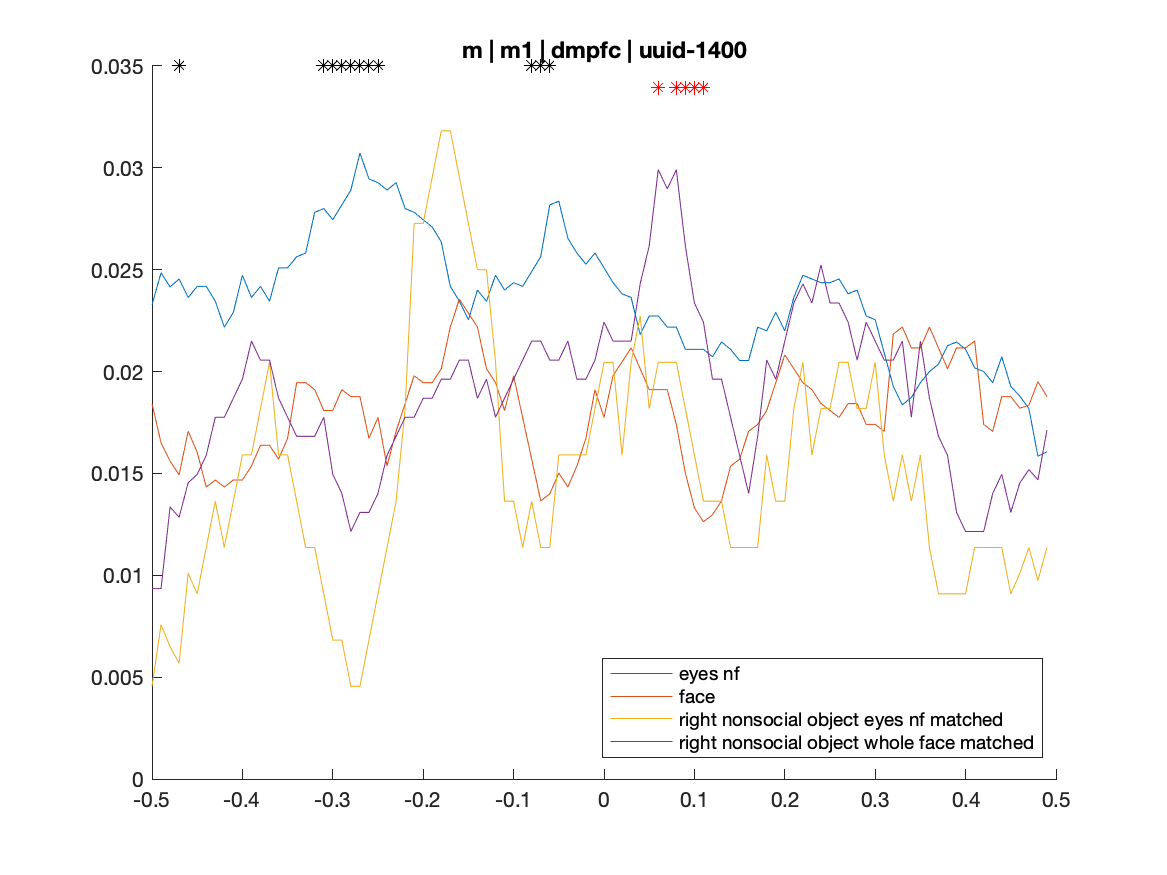 m | m1 | dmpfc | uuid-1400
0.035
0.03
0.025
0.02
0.015
0.01
0.005
0
-0.5 -0.4 -0.3 -0.2 -0.1 0 0.1 0.2 0.3 0.4 0.5
eyes nf
face
right nonsocial object eyes nf matched
right nonsocial object whole face matched